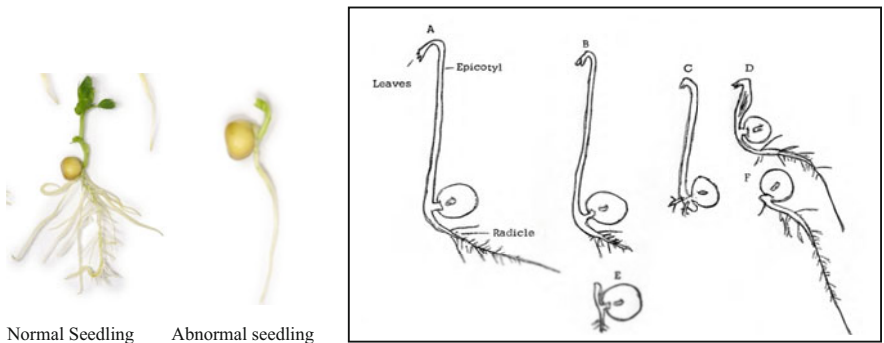 A
B
C
D
Leaves
Epicotyl
F
Radicle
E
Normal Seedling
Abnormal seedling